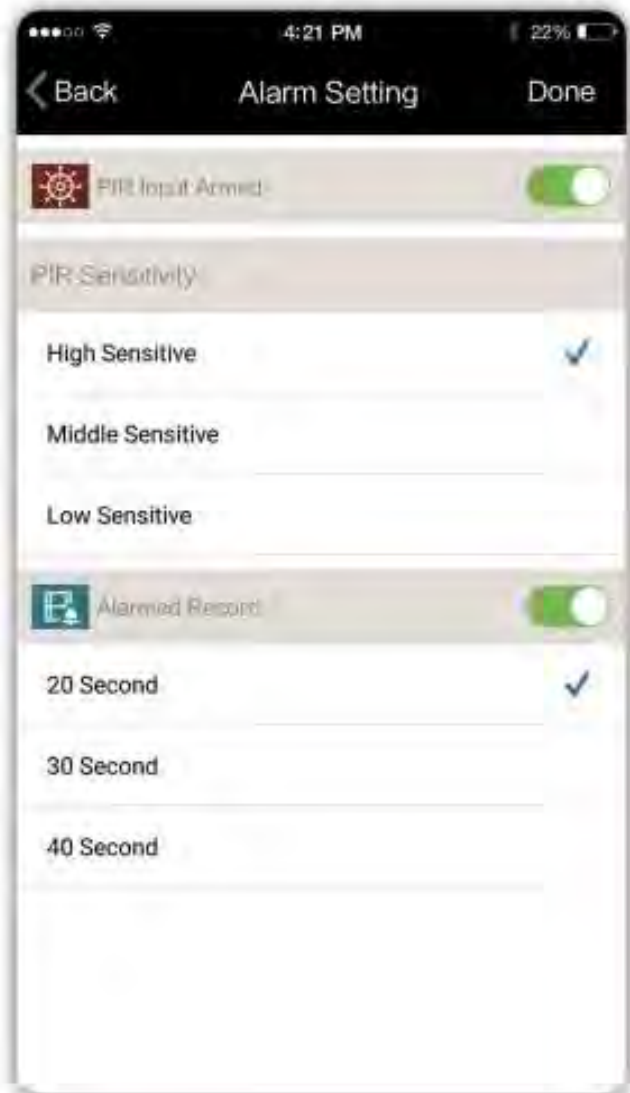 4:21 PM 22%
Back Alarm Setting Done
PIR Input Armed
PIR Sensitivity
High Sensitive
Middle Sensitive
Low Sensitive
Alarmed Record
20 Second
30 Second
40 Second